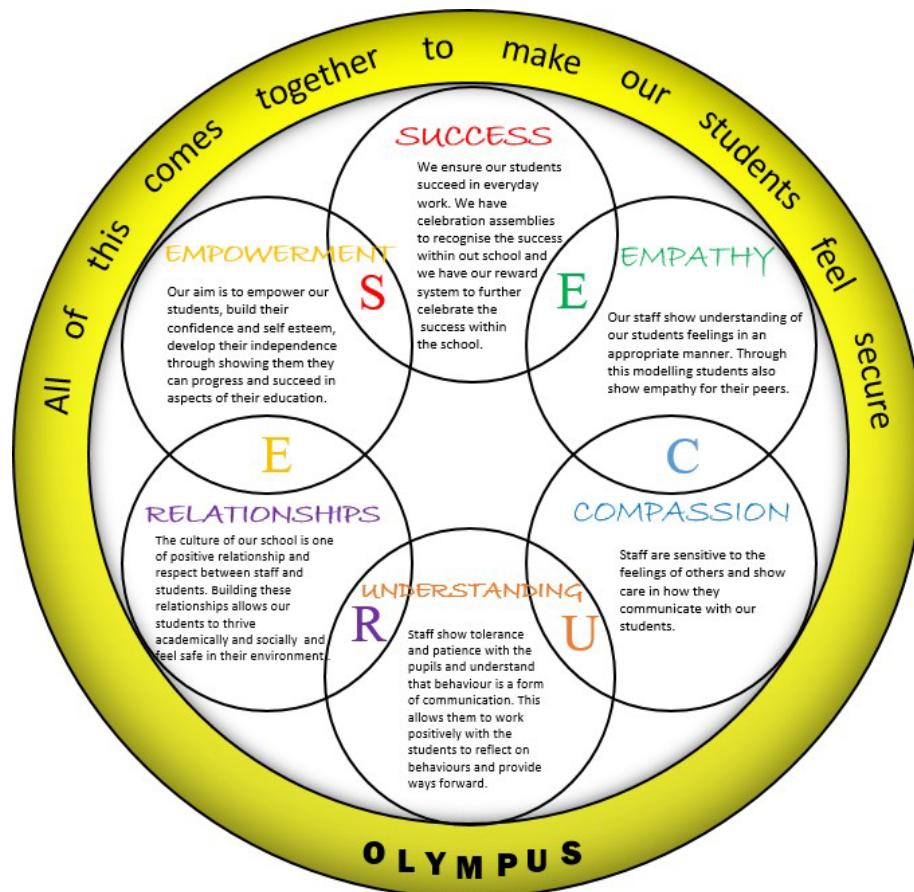 All of this comes together to make our students feel secure
SUCCESS
We ensure our students
succeed in everyday
work. We have
celebration assemblies
to recognise the success
within out school and
we have our reward
system to further
celebrate the
success within
the school.
S
E
EMPATHY
Our staff show understanding of
our students feelings in an
appropriate manner. Through
this modelling students also
show empathy for their peers.
C
COMPASSION
Staff are sensitive to the
feelings of others and show
care in how they
communicate with our
students.
U
UNDERSTANDING
Staff show tolerance
and patience with the
pupils and understand
that behaviour is a form
of communication. This
allows them to work
positively with the
students to reflect on
behaviours and provide
ways forward.
R
RELATIONSHIPS
The culture of our school is one
of positive relationship and
respect between staff and
students. Building these
relationships allows our
students to thrive
academically and socially and
feel safe in their environment.
E
EMPOWERMENT
Our aim is to empower our
students, build their
confidence and self esteem,
develop their independence
through showing them they
can progress and succeed in
aspects of their education.
OLYMPUS